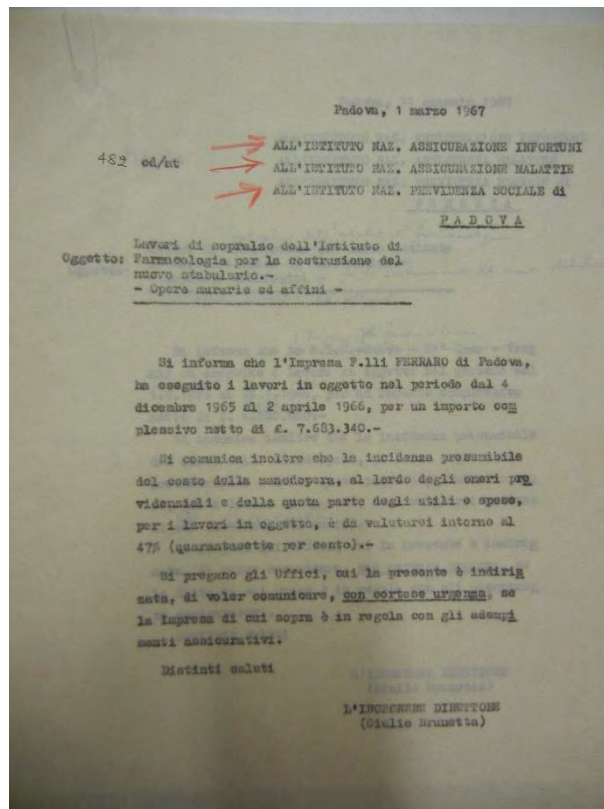 Padova, 1 marzo 1967
ALL'ISTITUTO NAZ. ASSICURAZIONE INFORTUNI
482 cd/at ALL'ISTITUTO NAZ. ASSICURAZIONE MALATTIE
ALL'ISTITUTO NAZ. PREVIDENZA SOCIALE di
PADOVA
Lavori di sopralzo dell'Istituto di
Oggetto: Farmacologia per la costruzione del
nuovo stabulario.-
- Opere murarie ed affini -
Si informa che l'Impresa F.lli FERRARO di Padova,
ha eseguito i lavori in oggetto nel periodo dal 4
dicembre 1965 al 2 aprile 1966, per un importo com
plessivo netto di £. 7.683.340.-
Si comunica inoltre che la incidenza presumibile
del costo della manodopera, al lordo degli oneri pre
videnziali e della quota parte degli utili e spese,
per i lavori in oggetto, è da valutarsi intorno al
47% (quarantasette per cento).-
Si pregano gli Uffici, cui la presente è indiriz
zata, di voler comunicare, con cortese urgenza, se
la Impresa di cui sopra è in regola con gli adempi
menti assicurativi.
Distinti saluti
L'INGEGNERE DIRETTORE
(Giulio Brunetta)